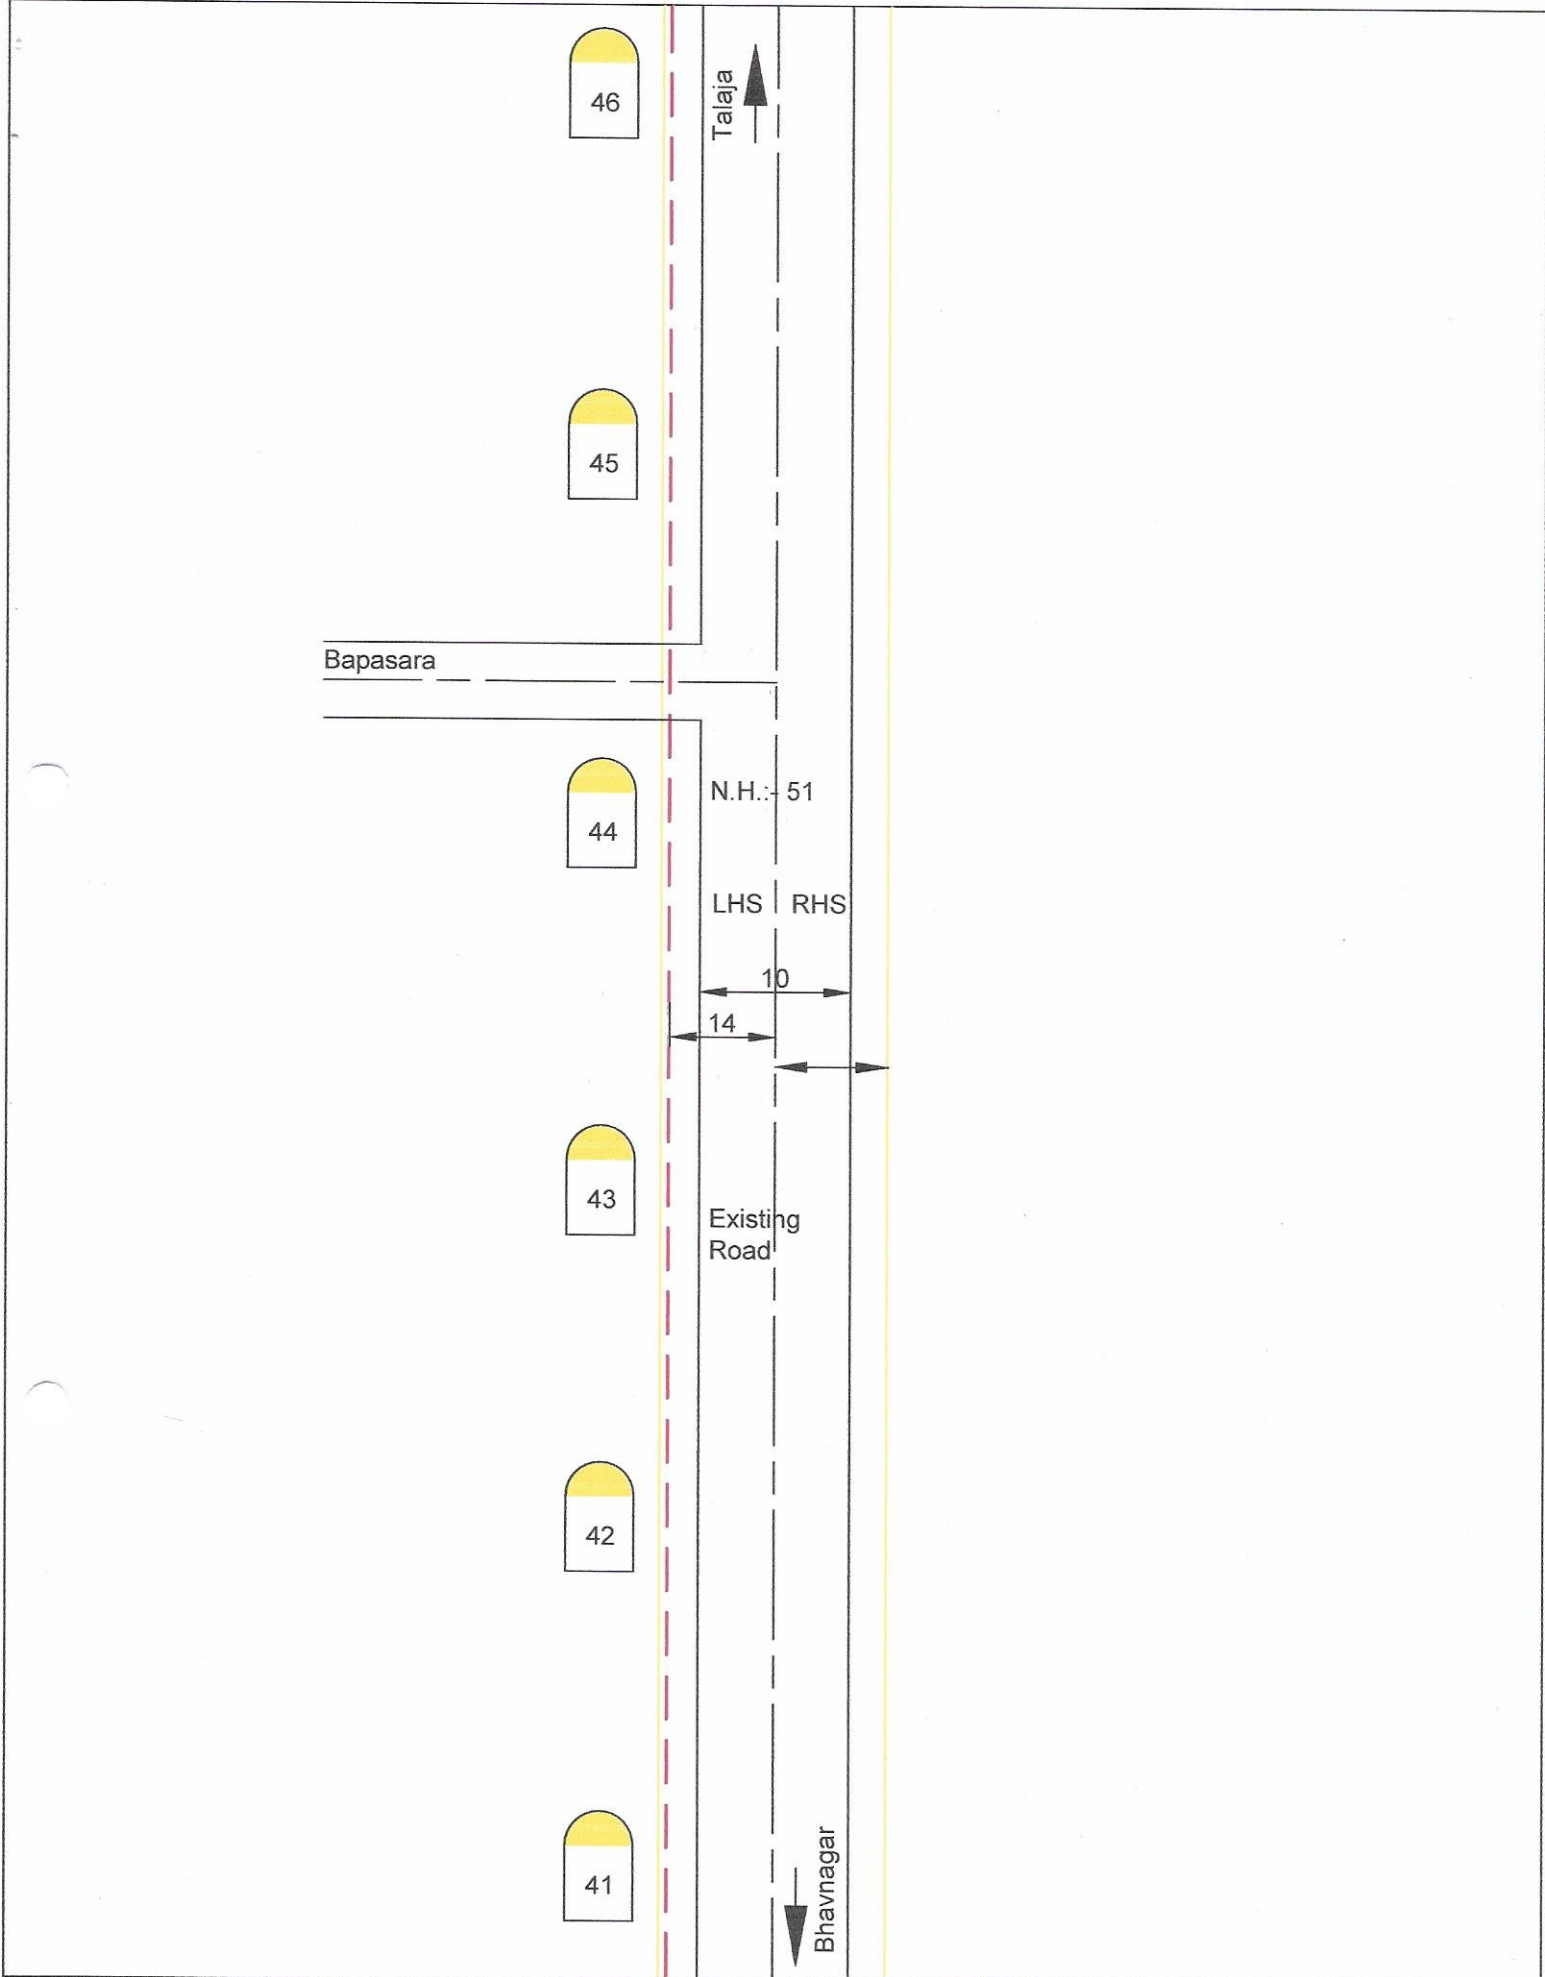 46
Talaja
45
Bapasara
44
N.H.:- 51
LHS
RHS
10
14
43
Existing
Road
42
41
Bhavnagar